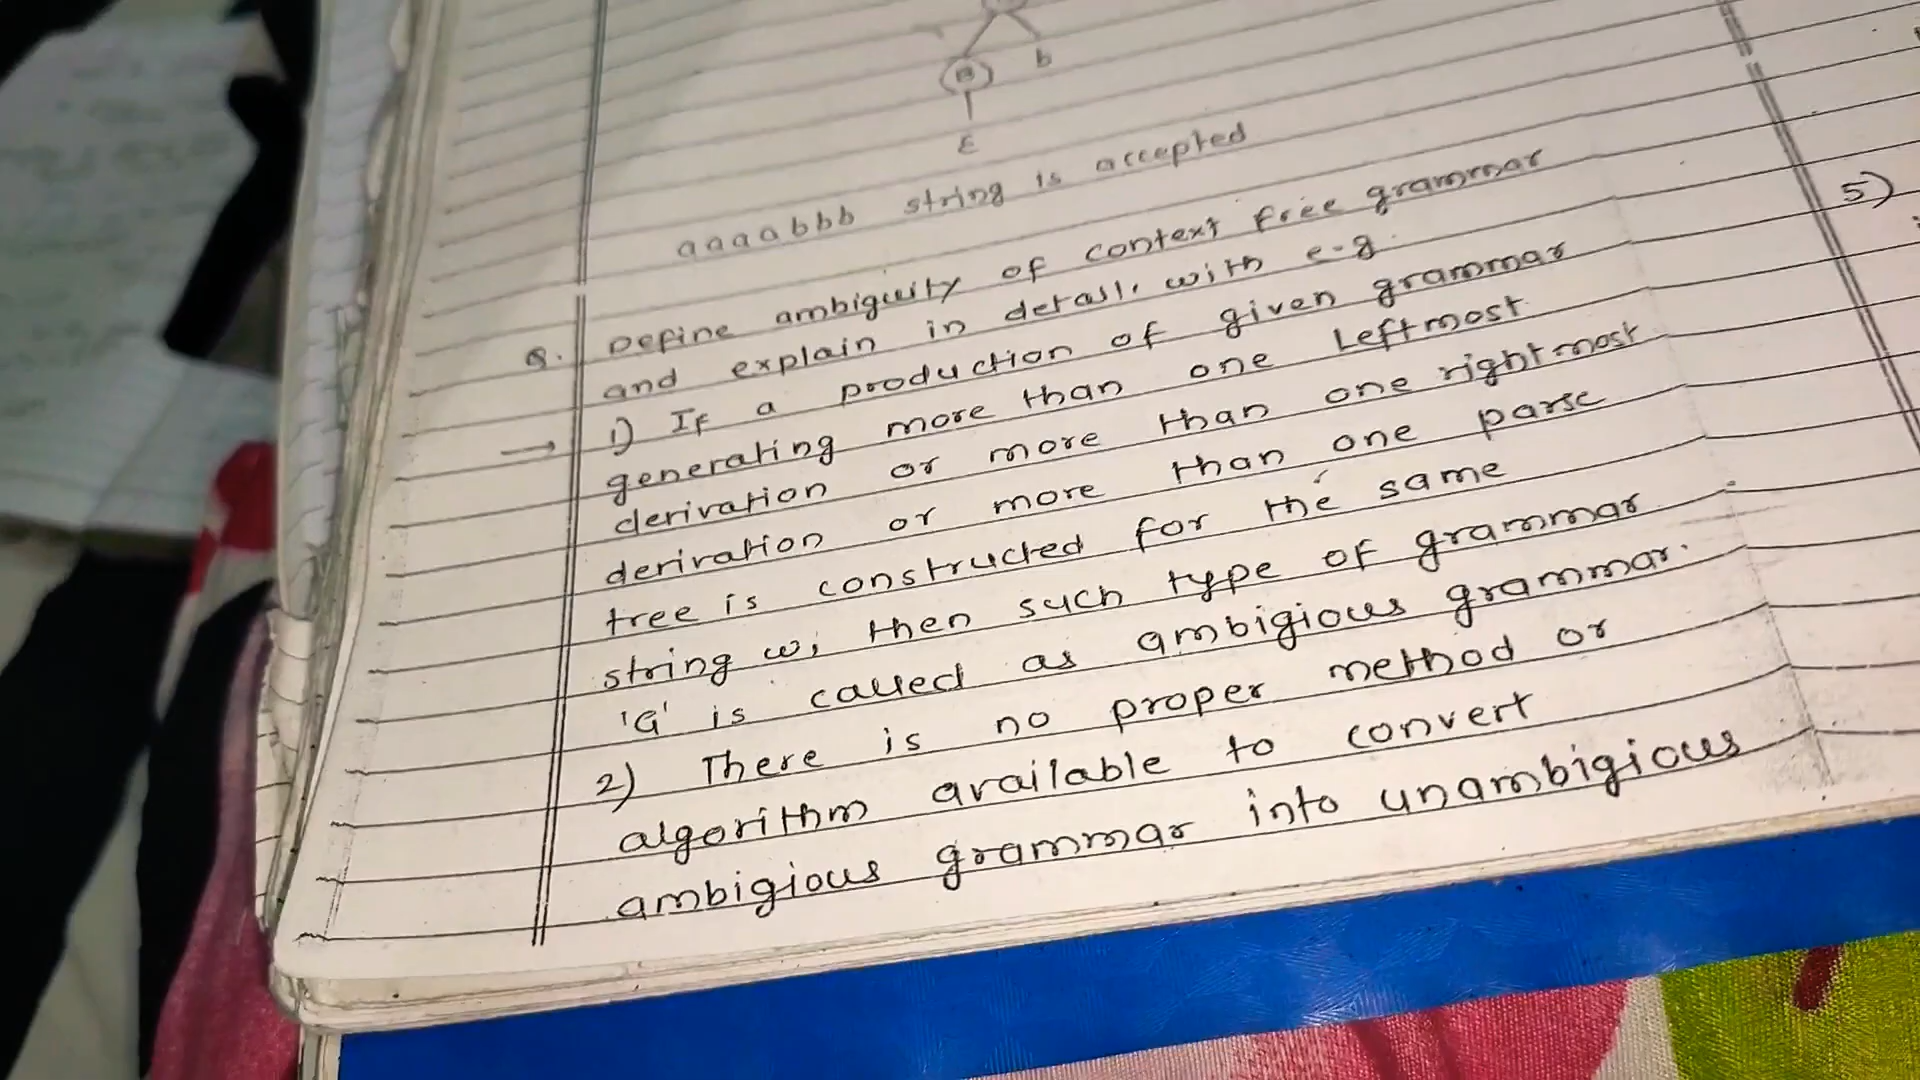 B b
ε
aaaabbb string is accepted
Q. Define ambiguity of context free grammar
and explain in detail. with e-g.
→ 1) If a production of given grammar
generating more than one Leftmost
derivation or more than one rightmost
derivation or more than one parse
tree is constructed for the same
string w, then such type of grammar
'G' is called as ambigious grammar.
2) There is no proper method or
algorithm available to convert
ambigious grammar into unambigious
5)